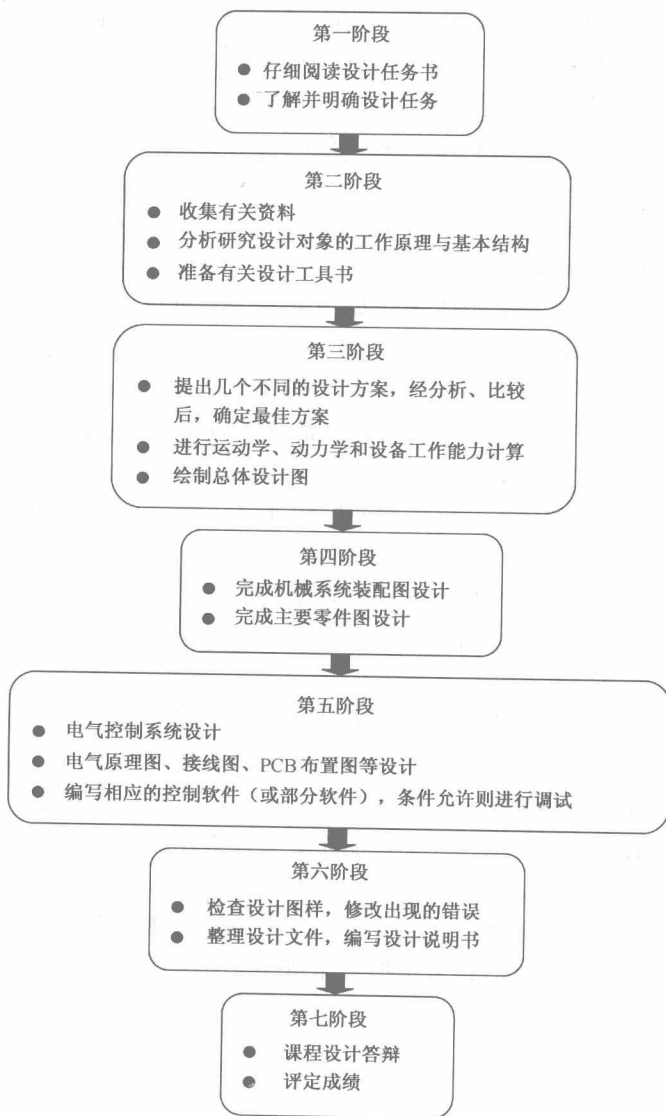 第一阶段
● 仔细阅读设计任务书
● 了解并明确设计任务
第二阶段
● 收集有关资料
● 分析研究设计对象的工作原理与基本结构
● 准备有关设计工具书
第三阶段
● 提出几个不同的设计方案，经分析、比较
后，确定最佳方案
● 进行运动学、动力学和设备工作能力计算
● 绘制总体设计图
第四阶段
● 完成机械系统装配图设计
● 完成主要零件图设计
第五阶段
● 电气控制系统设计
● 电气原理图、接线图、PCB 布置图等设计
● 编写相应的控制软件（或部分软件），条件允许则进行调试
第六阶段
● 检查设计图样，修改出现的错误
● 整理设计文件，编写设计说明书
第七阶段
● 课程设计答辩
● 评定成绩